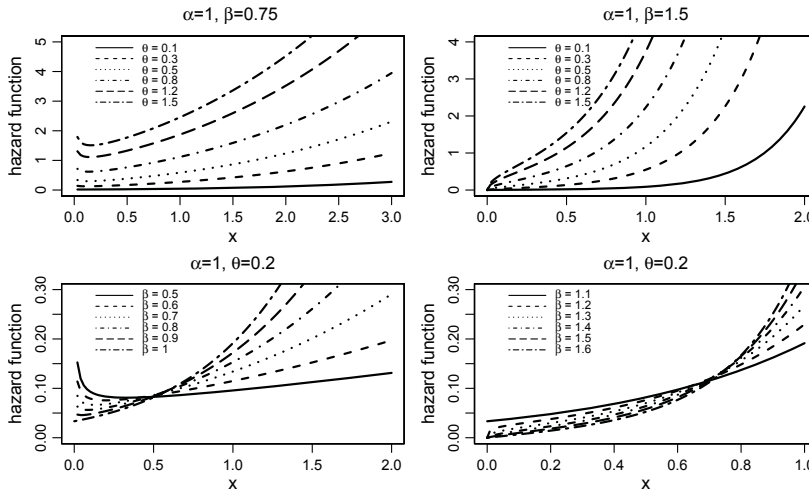 α=1, β=0.75
hazard function
5
4
3
2
1
0
θ = 0.1
θ = 0.3
θ = 0.5
θ = 0.8
θ = 1.2
θ = 1.5
0.0 0.5 1.0 1.5 2.0 2.5 3.0
x
α=1, β=1.5
hazard function
4
3
2
1
0
θ = 0.1
θ = 0.3
θ = 0.5
θ = 0.8
θ = 1.2
θ = 1.5
0.0 0.5 1.0 1.5 2.0
x
α=1, θ=0.2
hazard function
0.30
0.20
0.10
0.00
β = 0.5
β = 0.6
β = 0.7
β = 0.8
β = 0.9
β = 1
0.0 0.5 1.0 1.5 2.0
x
α=1, θ=0.2
hazard function
0.30
0.20
0.10
0.00
β = 1.1
β = 1.2
β = 1.3
β = 1.4
β = 1.5
β = 1.6
0.0 0.2 0.4 0.6 0.8 1.0
x